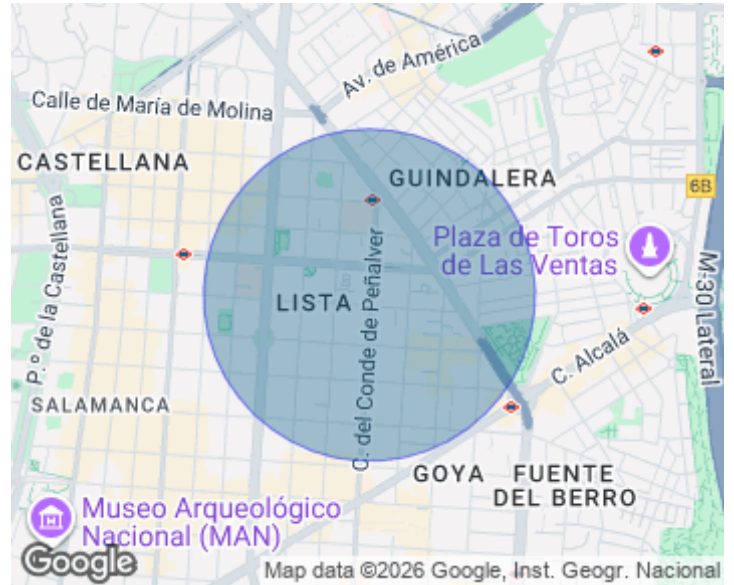 Av. de América
Calle de María de Molina
CASTELLANA
GUINDALERA
6B
Plaza de Toros
de Las Ventas
P.º de la Castellana
M-30 Lateral
LISTA
C. del Conde de Peñalver
C. Alcalá
SALAMANCA
GOYA
FUENTE
DEL BERRO
Museo Arqueológico
Nacional (MAN)
Google
Map data ©2026 Google, Inst. Geogr. Nacional